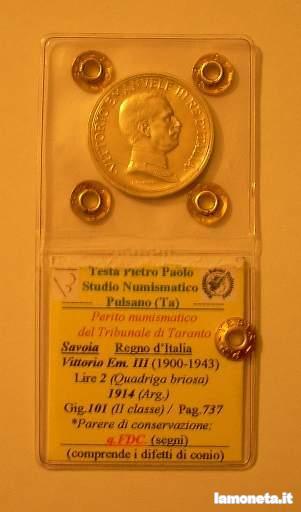 VITTORIO EMANUELE III RE D'ITALIA
Testa Pietro Paolo
Studio Numismatico
Pulsano (Ta)
Perito numismatico
del Tribunale di Taranto
Savoia Regno d'Italia
Vittorio Em. III (1900-1943)
Lire 2 (Quadriga briosa)
1914 (Arg.)
Gig.101 (II classe) / Pag.737
*Parere di conservazione:
q.FDC. (segni)
(comprende i difetti di conio)
lamoneta.it